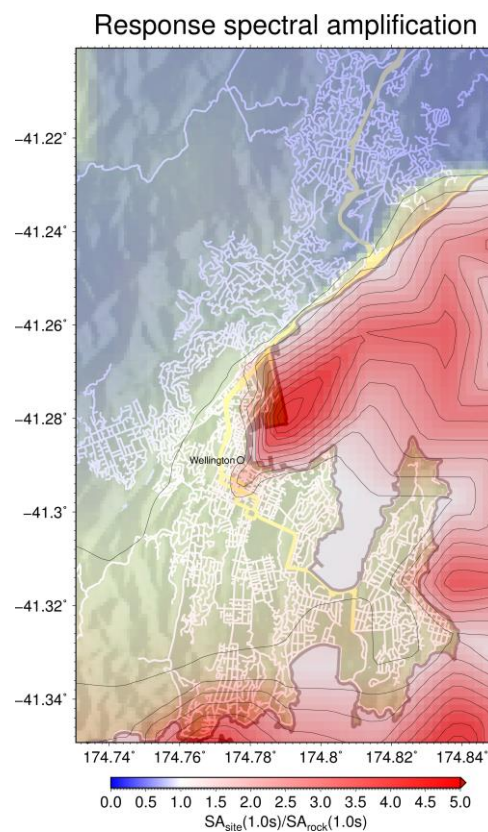 Response spectral amplification
−41.22°
−41.24°
−41.26°
−41.28°
−41.3°
−41.32°
−41.34°
Wellington
174.74° 174.76° 174.78° 174.8° 174.82° 174.84°
0.0 0.5 1.0 1.5 2.0 2.5 3.0 3.5 4.0 4.5 5.0
SAsite(1.0s)/SArock(1.0s)